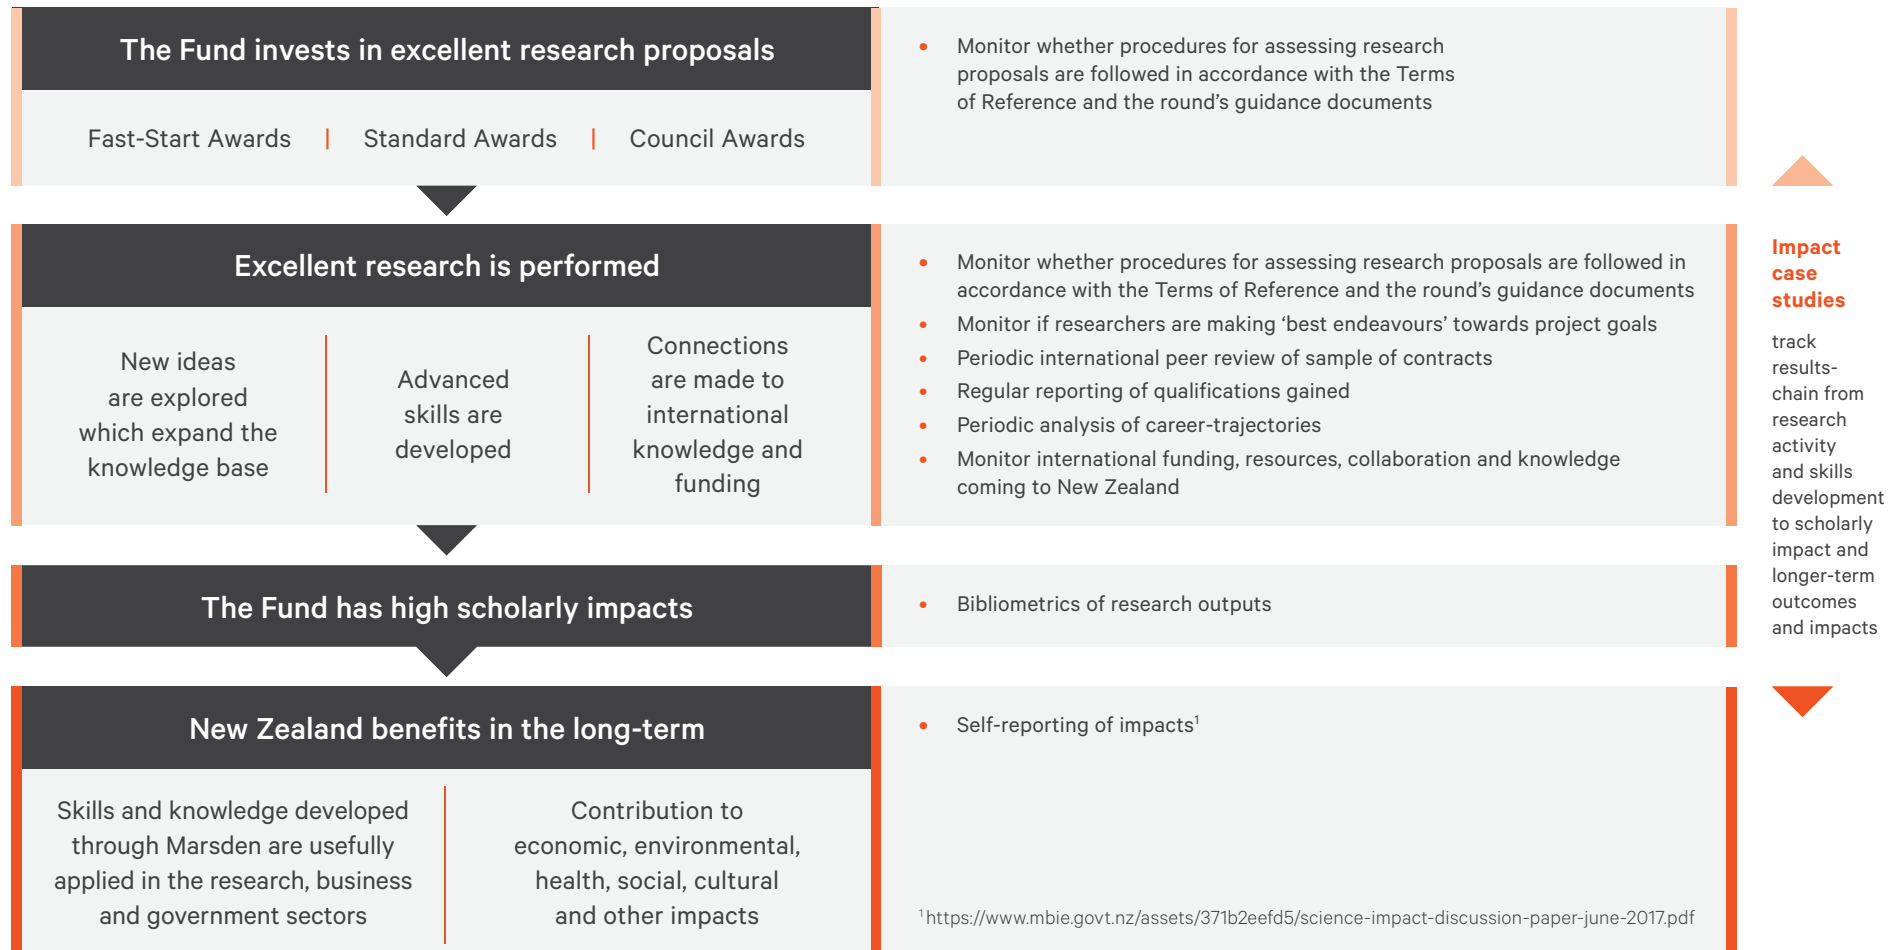 The Fund invests in excellent research proposals
Fast-Start Awards | Standard Awards | Council Awards
• Monitor whether procedures for assessing research
proposals are followed in accordance with the Terms
of Reference and the round’s guidance documents
Excellent research is performed
New ideas
are explored
which expand the
knowledge base
Advanced
skills are
developed
Connections
are made to
international
knowledge and
funding
• Monitor whether procedures for assessing research proposals are followed in
accordance with the Terms of Reference and the round’s guidance documents
• Monitor if researchers are making ‘best endeavours’ towards project goals
• Periodic international peer review of sample of contracts
• Regular reporting of qualifications gained
• Periodic analysis of career-trajectories
• Monitor international funding, resources, collaboration and knowledge
coming to New Zealand
The Fund has high scholarly impacts
• Bibliometrics of research outputs
New Zealand benefits in the long-term
Skills and knowledge developed
through Marsden are usefully
applied in the research, business
and government sectors
Contribution to
economic, environmental,
health, social, cultural
and other impacts
• Self-reporting of impacts¹
¹ https://www.mbie.govt.nz/assets/371b2eefd5/science-impact-discussion-paper-june-2017.pdf
Impact
case
studies
track
results-
chain from
research
activity
and skills
development
to scholarly
impact and
longer-term
outcomes
and impacts